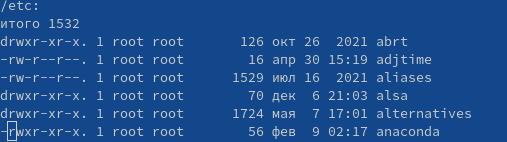 /etc:
итого 1532
drwxr-xr-x. 1 root root 126 окт 26 2021 abrt
-rw-r--r--. 1 root root 16 апр 30 15:19 adjtime
-rw-r--r--. 1 root root 1529 июл 16 2021 aliases
drwxr-xr-x. 1 root root 70 дек 6 21:03 alsa
drwxr-xr-x. 1 root root 1724 мая 7 17:01 alternatives
-rwxr-xr-x. 1 root root 56 фев 9 02:17 anaconda